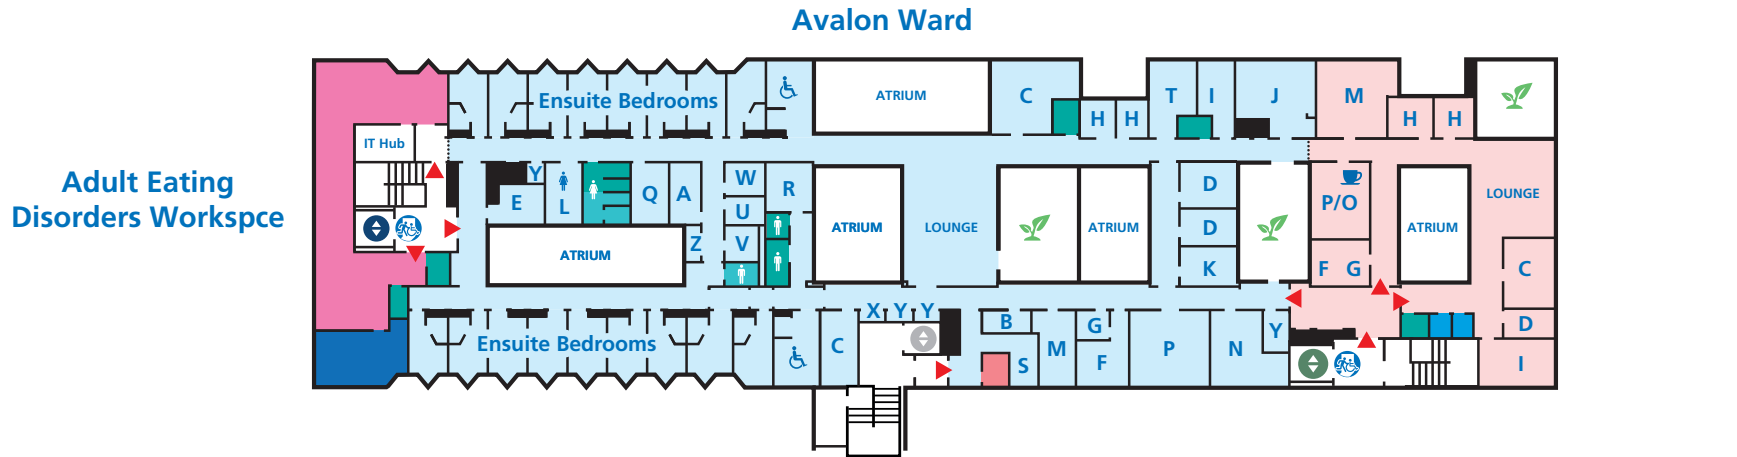 Avalon Ward
Adult Eating
Disorders Workspce
Ensuite Bedrooms
ATRIUM
C
H
H
T
I
J
M
H
H
IT Hub
Y
E
L
Q
A
W
U
V
Z
R
ATRIUM
ATRIUM
LOUNGE
ATRIUM
D
D
K
P/O
F G
ATRIUM
LOUNGE
C
D
I
Ensuite Bedrooms
C
X Y Y
B
S
M
G
F
P
N
Y